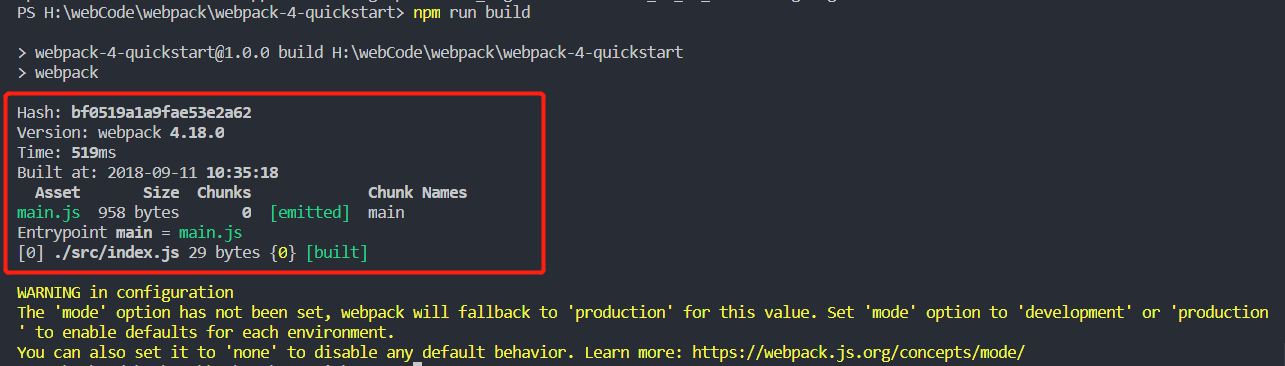 PS H:\webCode\webpack\webpack-4-quickstart> npm run build
> webpack-4-quickstart@1.0.0 build H:\webCode\webpack\webpack-4-quickstart
> webpack
Hash: bf0519a1a9fae53e2a62
Version: webpack 4.18.0
Time: 519ms
Built at: 2018-09-11 10:35:18
Asset Size Chunks Chunk Names
main.js 958 bytes 0 [emitted] main
Entrypoint main = main.js
[0] ./src/index.js 29 bytes {0} [built]
WARNING in configuration
The 'mode' option has not been set, webpack will fallback to 'production' for this value. Set 'mode' option to 'development' or 'production
' to enable defaults for each environment.
You can also set it to 'none' to disable any default behavior. Learn more: https://webpack.js.org/concepts/mode/